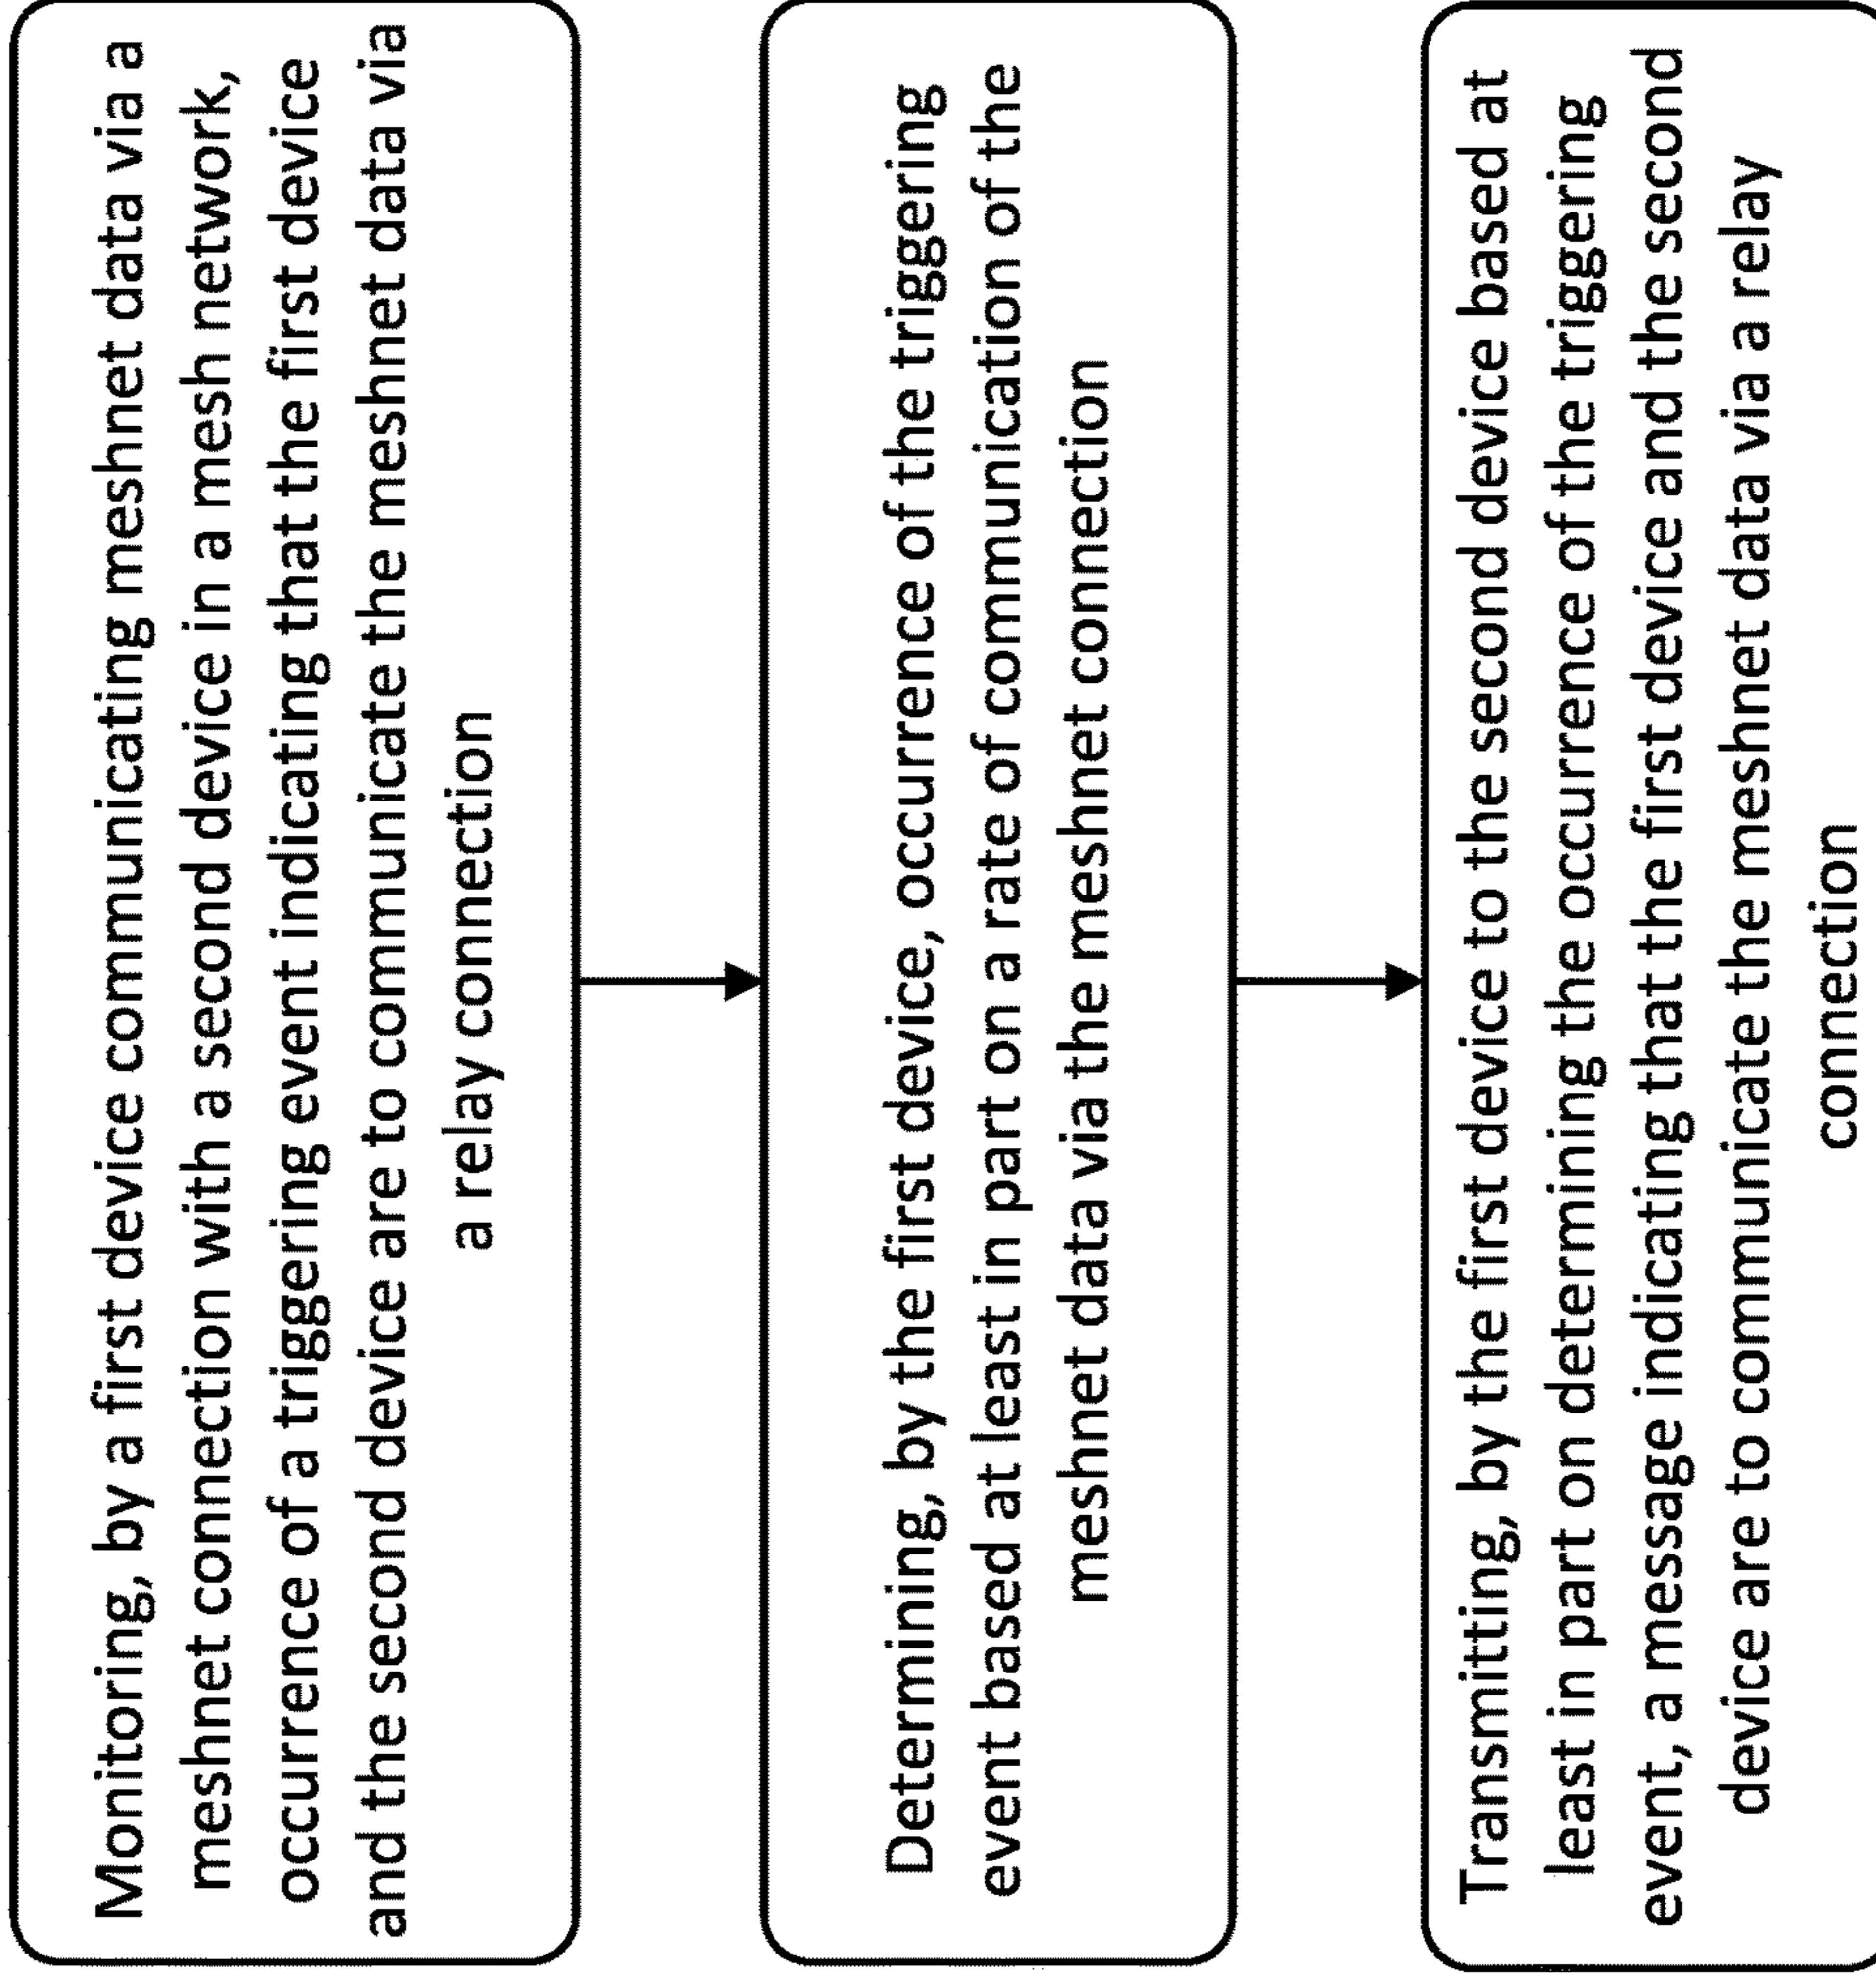 Monitoring, by a first device communicating meshnet data via a
meshnet connection with a second device in a mesh network,
occurrence of a triggering event indicating that the first device
and the second device are to communicate the meshnet data via
a relay connection
Determining, by the first device, occurrence of the triggering
event based at least in part on a rate of communication of the
meshnet data via the meshnet connection
Transmitting, by the first device to the second device based at
least in part on determining the occurrence of the triggering
event, a message indicating that the first device and the second
device are to communicate the meshnet data via a relay
connection